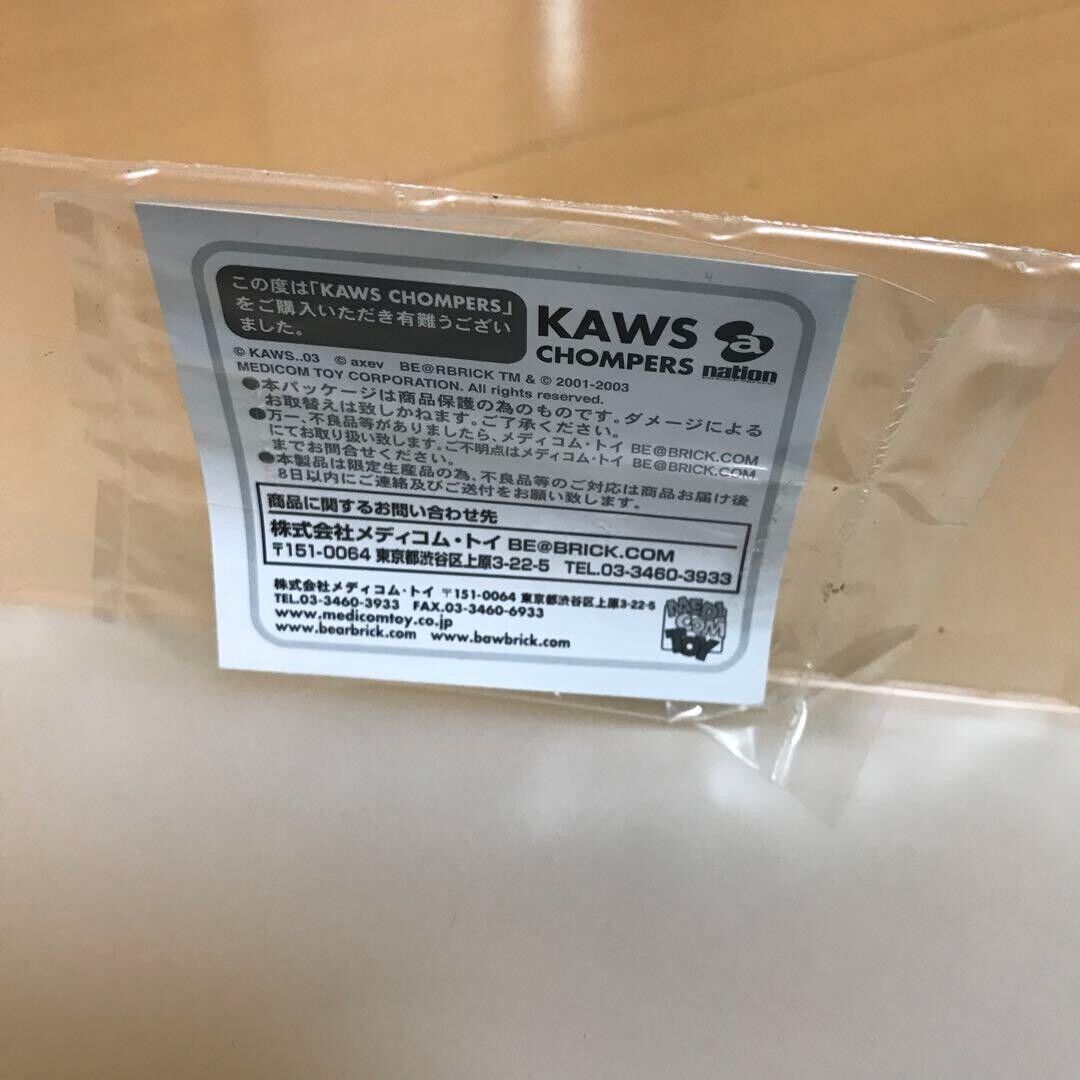 この度は「KAWS CHOMPERS」
をご購入いただき有難うござい
ました。
KAWS
CHOMPERS
a
nation
© KAWS..03 © axev BE@RBRICK TM & © 2001-2003
MEDICOM TOY CORPORATION. All rights reserved.
●本パッケージは商品保護の為のものです。ダメージによる
お取替えは致しかねます。ご了承ください。
●万一、不良品等がありましたら、メディコム・トイ BE@BRICK.COM
にてお取り扱い致します。ご不明点はメディコム・トイ BE@BRICK.COM
までお問合せください。
●本製品は限定生産品の為、不良品等のご対応は商品お届け後
8日以内にご連絡及びご送付をお願い致します。
商品に関するお問い合わせ先
株式会社メディコム・トイ BE@BRICK.COM
〒151-0064 東京都渋谷区上原3-22-5 TEL.03-3460-3933
株式会社メディコム・トイ 〒151-0064 東京都渋谷区上原3-22-5
TEL.03-3460-3933 FAX.03-3460-6933
www.medicomtoy.co.jp
www.bearbrick.com www.bawbrick.com
MEDI
COM
TOY